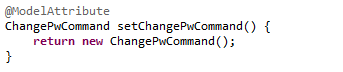 @ModelAttribute
ChangePwCommand setChangePwCommand() {
    return new ChangePwCommand();
}